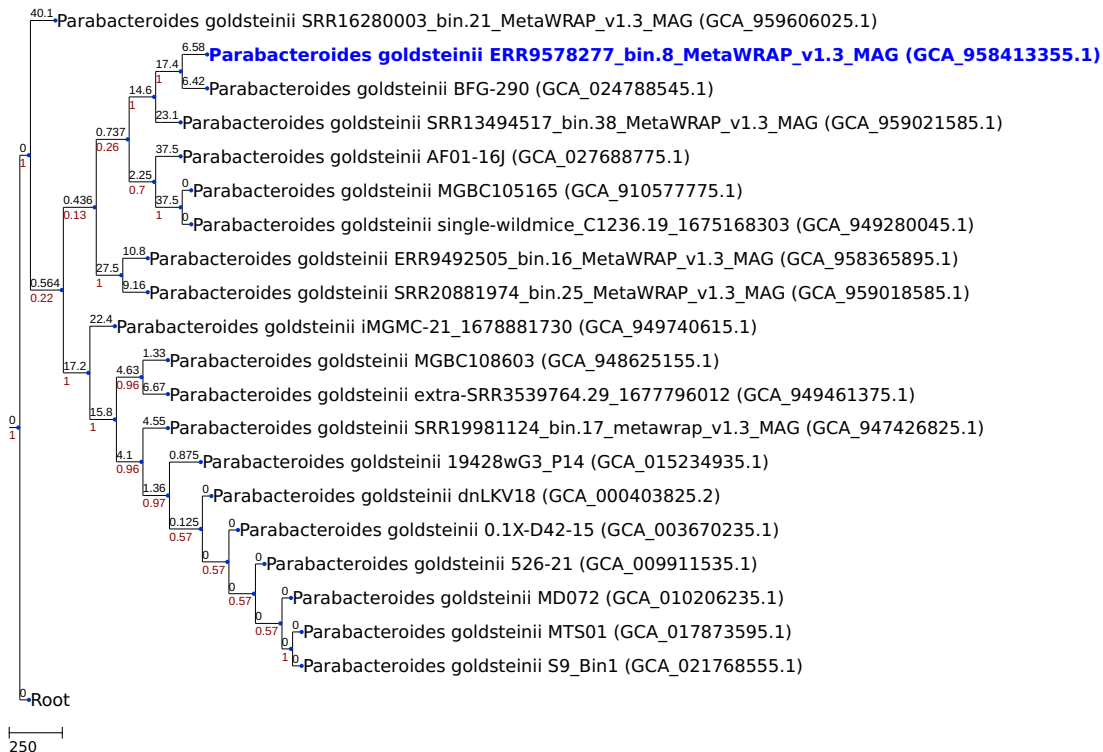 40.1
Parabacteroides goldsteinii SRR16280003_bin.21_MetaWRAP_v1.3_MAG (GCA_959606025.1)
6.58
Parabacteroides goldsteinii ERR9578277_bin.8_MetaWRAP_v1.3_MAG (GCA_958413355.1)
17.4
1
6.42
Parabacteroides goldsteinii BFG-290 (GCA_024788545.1)
14.6
1
23.1
Parabacteroides goldsteinii SRR13494517_bin.38_MetaWRAP_v1.3_MAG (GCA_959021585.1)
0.737
0.26
37.5
Parabacteroides goldsteinii AF01-16J (GCA_027688775.1)
0
1
2.25
0.7
0
Parabacteroides goldsteinii MGBC105165 (GCA_910577775.1)
37.5
1
0.436
0.13
0
Parabacteroides goldsteinii single-wildmice_C1236.19_1675168303 (GCA_949280045.1)
10.8
Parabacteroides goldsteinii ERR9492505_bin.16_MetaWRAP_v1.3_MAG (GCA_958365895.1)
27.5
1
0.564
0.22
9.16
Parabacteroides goldsteinii SRR20881974_bin.25_MetaWRAP_v1.3_MAG (GCA_959018585.1)
22.4
Parabacteroides goldsteinii iMGMC-21_1678881730 (GCA_949740615.1)
17.2
1
1.33
Parabacteroides goldsteinii MGBC108603 (GCA_948625155.1)
4.63
0.96
6.67
Parabacteroides goldsteinii extra-SRR3539764.29_1677796012 (GCA_949461375.1)
15.8
1
4.55
Parabacteroides goldsteinii SRR19981124_bin.17_metawrap_v1.3_MAG (GCA_947426825.1)
0
1
4.1
0.96
0.875
Parabacteroides goldsteinii 19428wG3_P14 (GCA_015234935.1)
1.36
0.97
0
Parabacteroides goldsteinii dnLKV18 (GCA_000403825.2)
0.125
0.57
0
Parabacteroides goldsteinii 0.1X-D42-15 (GCA_003670235.1)
0
0.57
0
Parabacteroides goldsteinii 526-21 (GCA_009911535.1)
0
0.57
0
Parabacteroides goldsteinii MD072 (GCA_010206235.1)
0
0.57
0
Parabacteroides goldsteinii MTS01 (GCA_017873595.1)
0
1
0
Parabacteroides goldsteinii S9_Bin1 (GCA_021768555.1)
0
Root
250